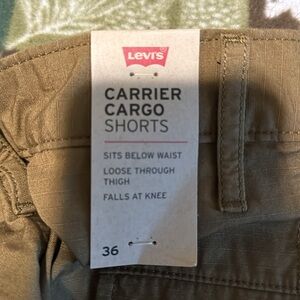 Levi's
CARRIER
CARGO
SHORTS
SITS BELOW WAIST
LOOSE THROUGH
THIGH
FALLS AT KNEE
36